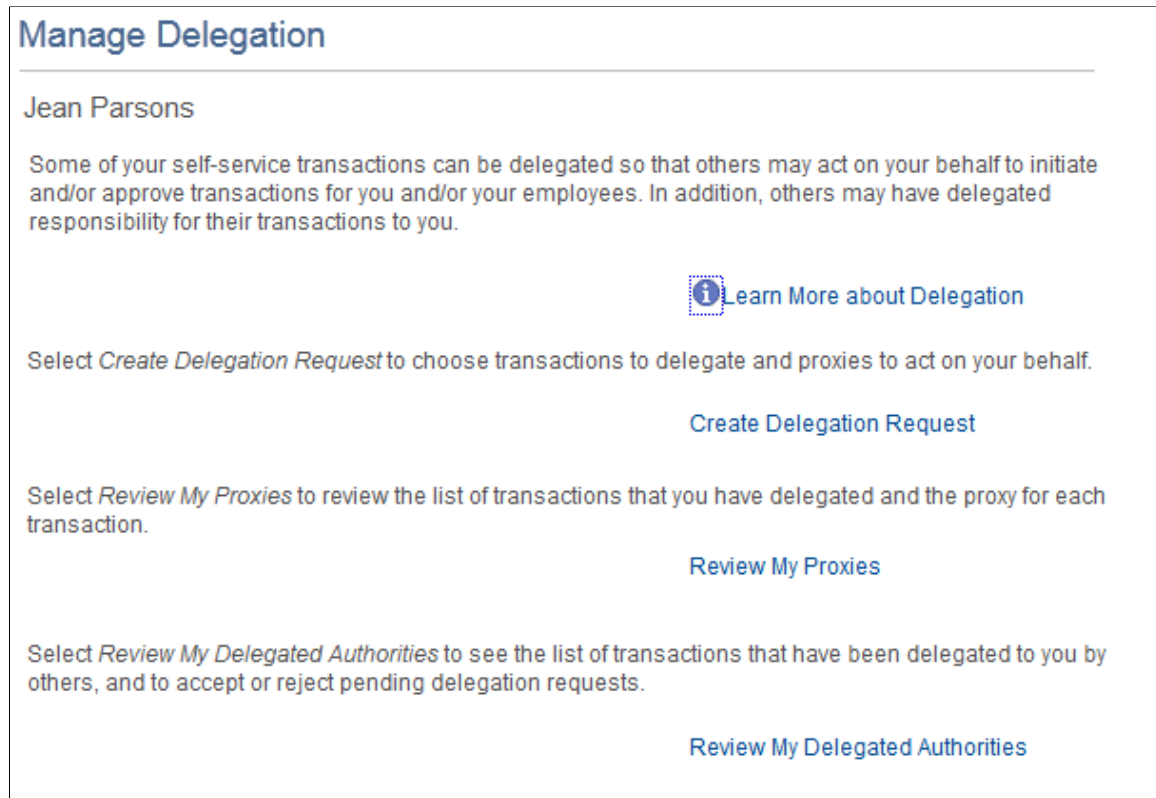 Manage Delegation
Jean Parsons
Some of your self-service transactions can be delegated so that others may act on your behalf to initiate
and/or approve transactions for you and/or your employees. In addition, others may have delegated
responsibility for their transactions to you.
Learn More about Delegation
Select Create Delegation Request to choose transactions to delegate and proxies to act on your behalf.
Create Delegation Request
Select Review My Proxies to review the list of transactions that you have delegated and the proxy for each
transaction.
Review My Proxies
Select Review My Delegated Authorities to see the list of transactions that have been delegated to you by
others, and to accept or reject pending delegation requests.
Review My Delegated Authorities